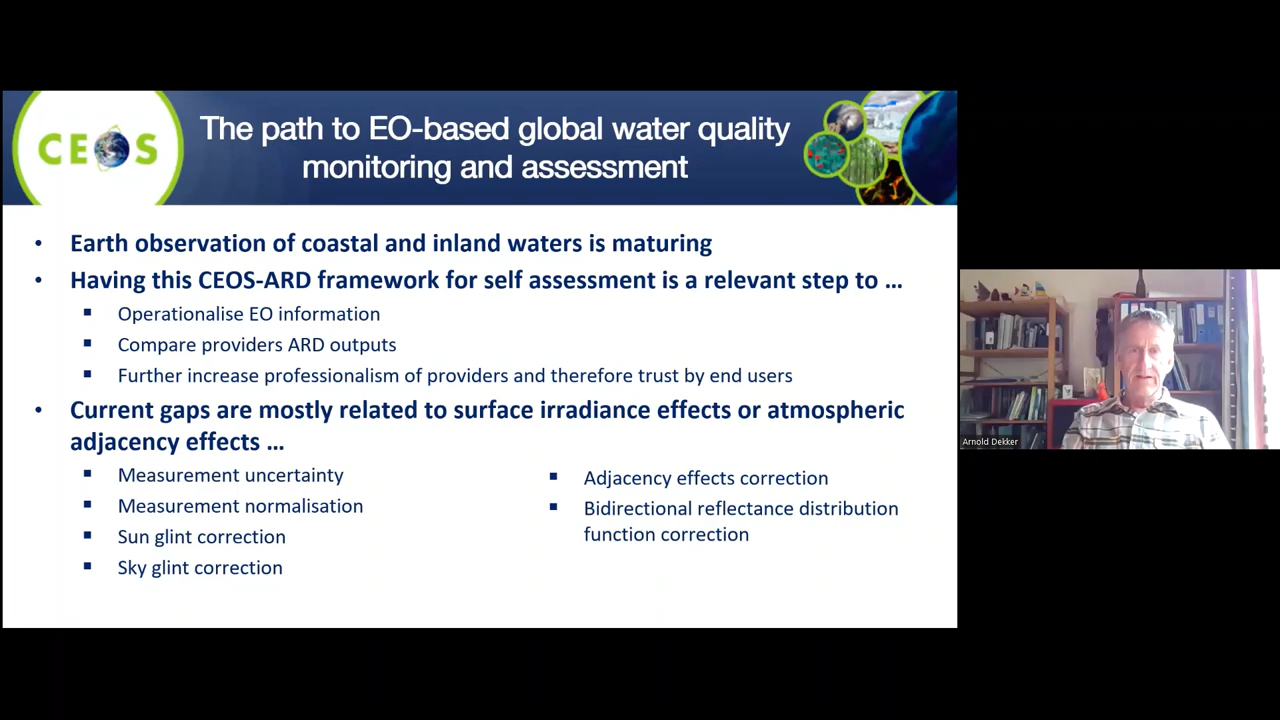 CEOS
The path to EO-based global water quality
monitoring and assessment
• Earth observation of coastal and inland waters is maturing
• Having this CEOS-ARD framework for self assessment is a relevant step to …
▪ Operationalise EO information
▪ Compare providers ARD outputs
▪ Further increase professionalism of providers and therefore trust by end users
• Current gaps are mostly related to surface irradiance effects or atmospheric
adjacency effects …
▪ Measurement uncertainty
▪ Measurement normalisation
▪ Sun glint correction
▪ Sky glint correction
▪ Adjacency effects correction
▪ Bidirectional reflectance distribution
function correction
Arnold Dekker